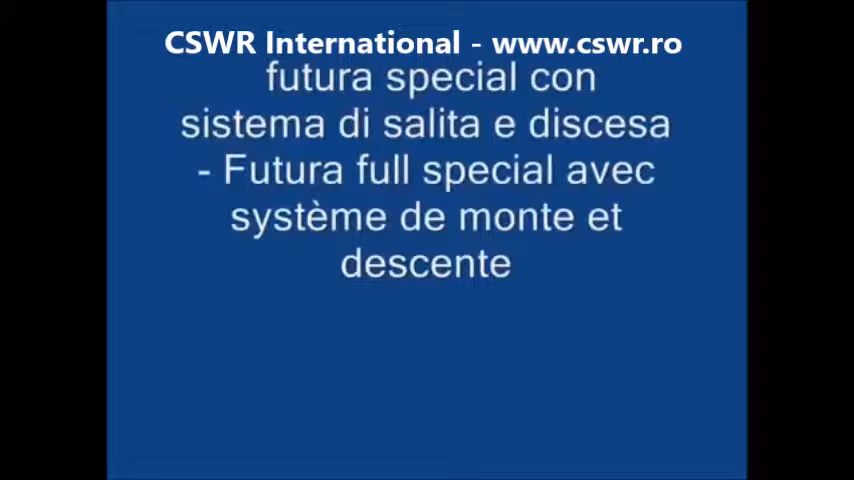 CSWR International - www.cswr.ro
futura special con
sistema di salita e discesa
- Futura full special avec
système de monte et
descente